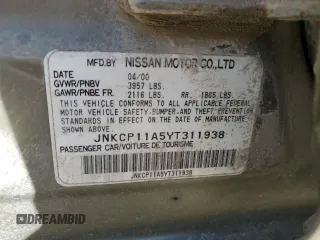 MFD.BY NISSAN MOTOR CO.,LTD
DATE 04/00
GVWR/PNBV 3957 LBS.
GAWR/PNBE FR. 2116 LBS. RR. 1805 LBS.
THIS VEHICLE CONFORMS TO ALL APPLICABLE FEDERAL
MOTOR VEHICLE SAFETY, BUMPER, AND THEFT PREVENTION
STANDARDS IN EFFECT ON THE DATE OF MANUFACTURE
SHOWN ABOVE.
JNKCP11A5YT311938
PASSENGER CAR/VOITURE DE TOURISME
JNKCP11A5YT311938
DREAMBID